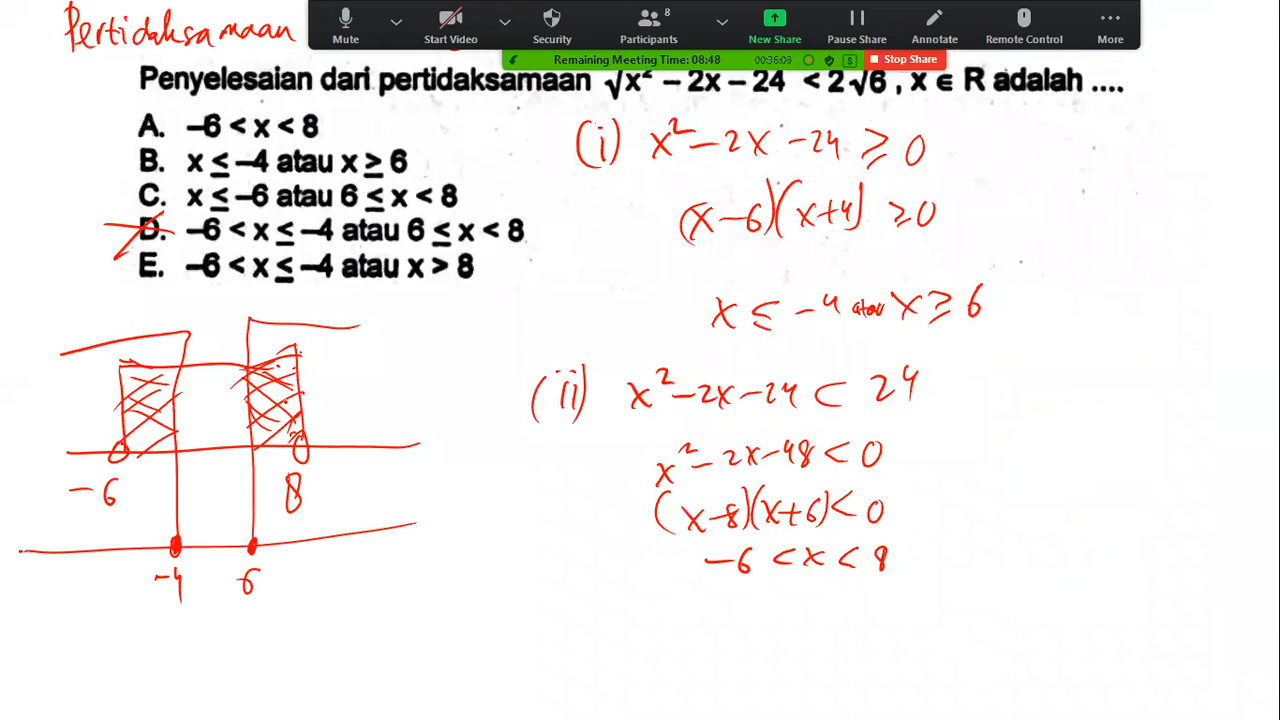 Pertidaksamaan
Mute
Start Video
Security
8
Participants
New Share
Pause Share
Annotate
Remote Control
More
Remaining Meeting Time: 08:48
00:36:03
Stop Share
Penyelesaian dari pertidaksamaan √x² – 2x – 24 < 2√6 , x ∈ R adalah ....
A. –6 < x < 8
B. x ≤ –4 atau x ≥ 6
C. x ≤ –6 atau 6 ≤ x < 8
D. –6 < x ≤ –4 atau 6 ≤ x < 8
E. –6 < x ≤ –4 atau x > 8
(i) x² – 2x – 24 ≥ 0
(x – 6)(x + 4) ≥ 0
x ≤ –4 atau x ≥ 6
(ii) x² – 2x – 24 < 24
x² – 2x – 48 < 0
(x – 8)(x + 6) < 0
–6 < x < 8
–6 8
–4 6